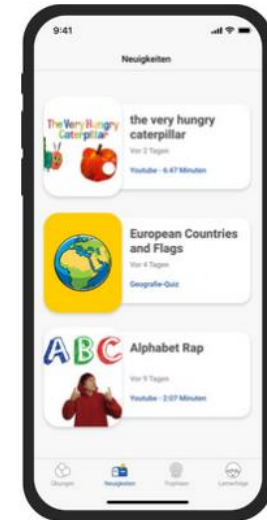 9:41
Neuigkeiten
The Very Hungry
Caterpillar
the very hungry
caterpillar
Vor 2 Tagen
Youtube - 6:47 Minuten
European Countries
and Flags
Vor 4 Tagen
Geografie-Quiz
ABC
Alphabet Rap
Vor 9 Tagen
Youtube - 2:07 Minuten
Übungen
Neuigkeiten
Trophäen
Lernerfolge